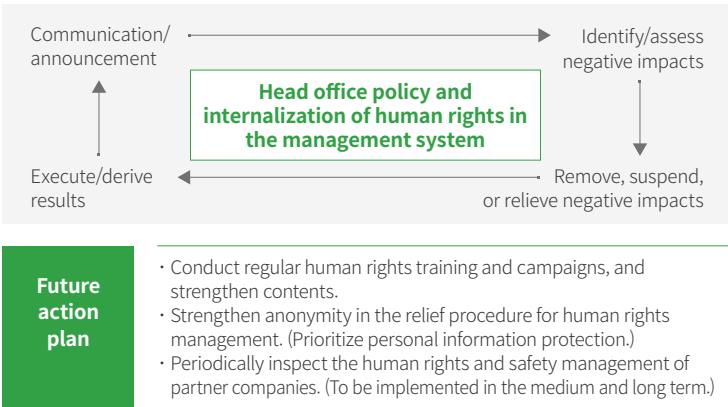 Communication/
announcement
Identify/assess
negative impacts
Head office policy and
internalization of human rights in
the management system
Execute/derive
results
Remove, suspend,
or relieve negative impacts
Future
action
plan
· Conduct regular human rights training and campaigns, and
strengthen contents.
· Strengthen anonymity in the relief procedure for human rights
management. (Prioritize personal information protection.)
· Periodically inspect the human rights and safety management of
partner companies. (To be implemented in the medium and long term.)